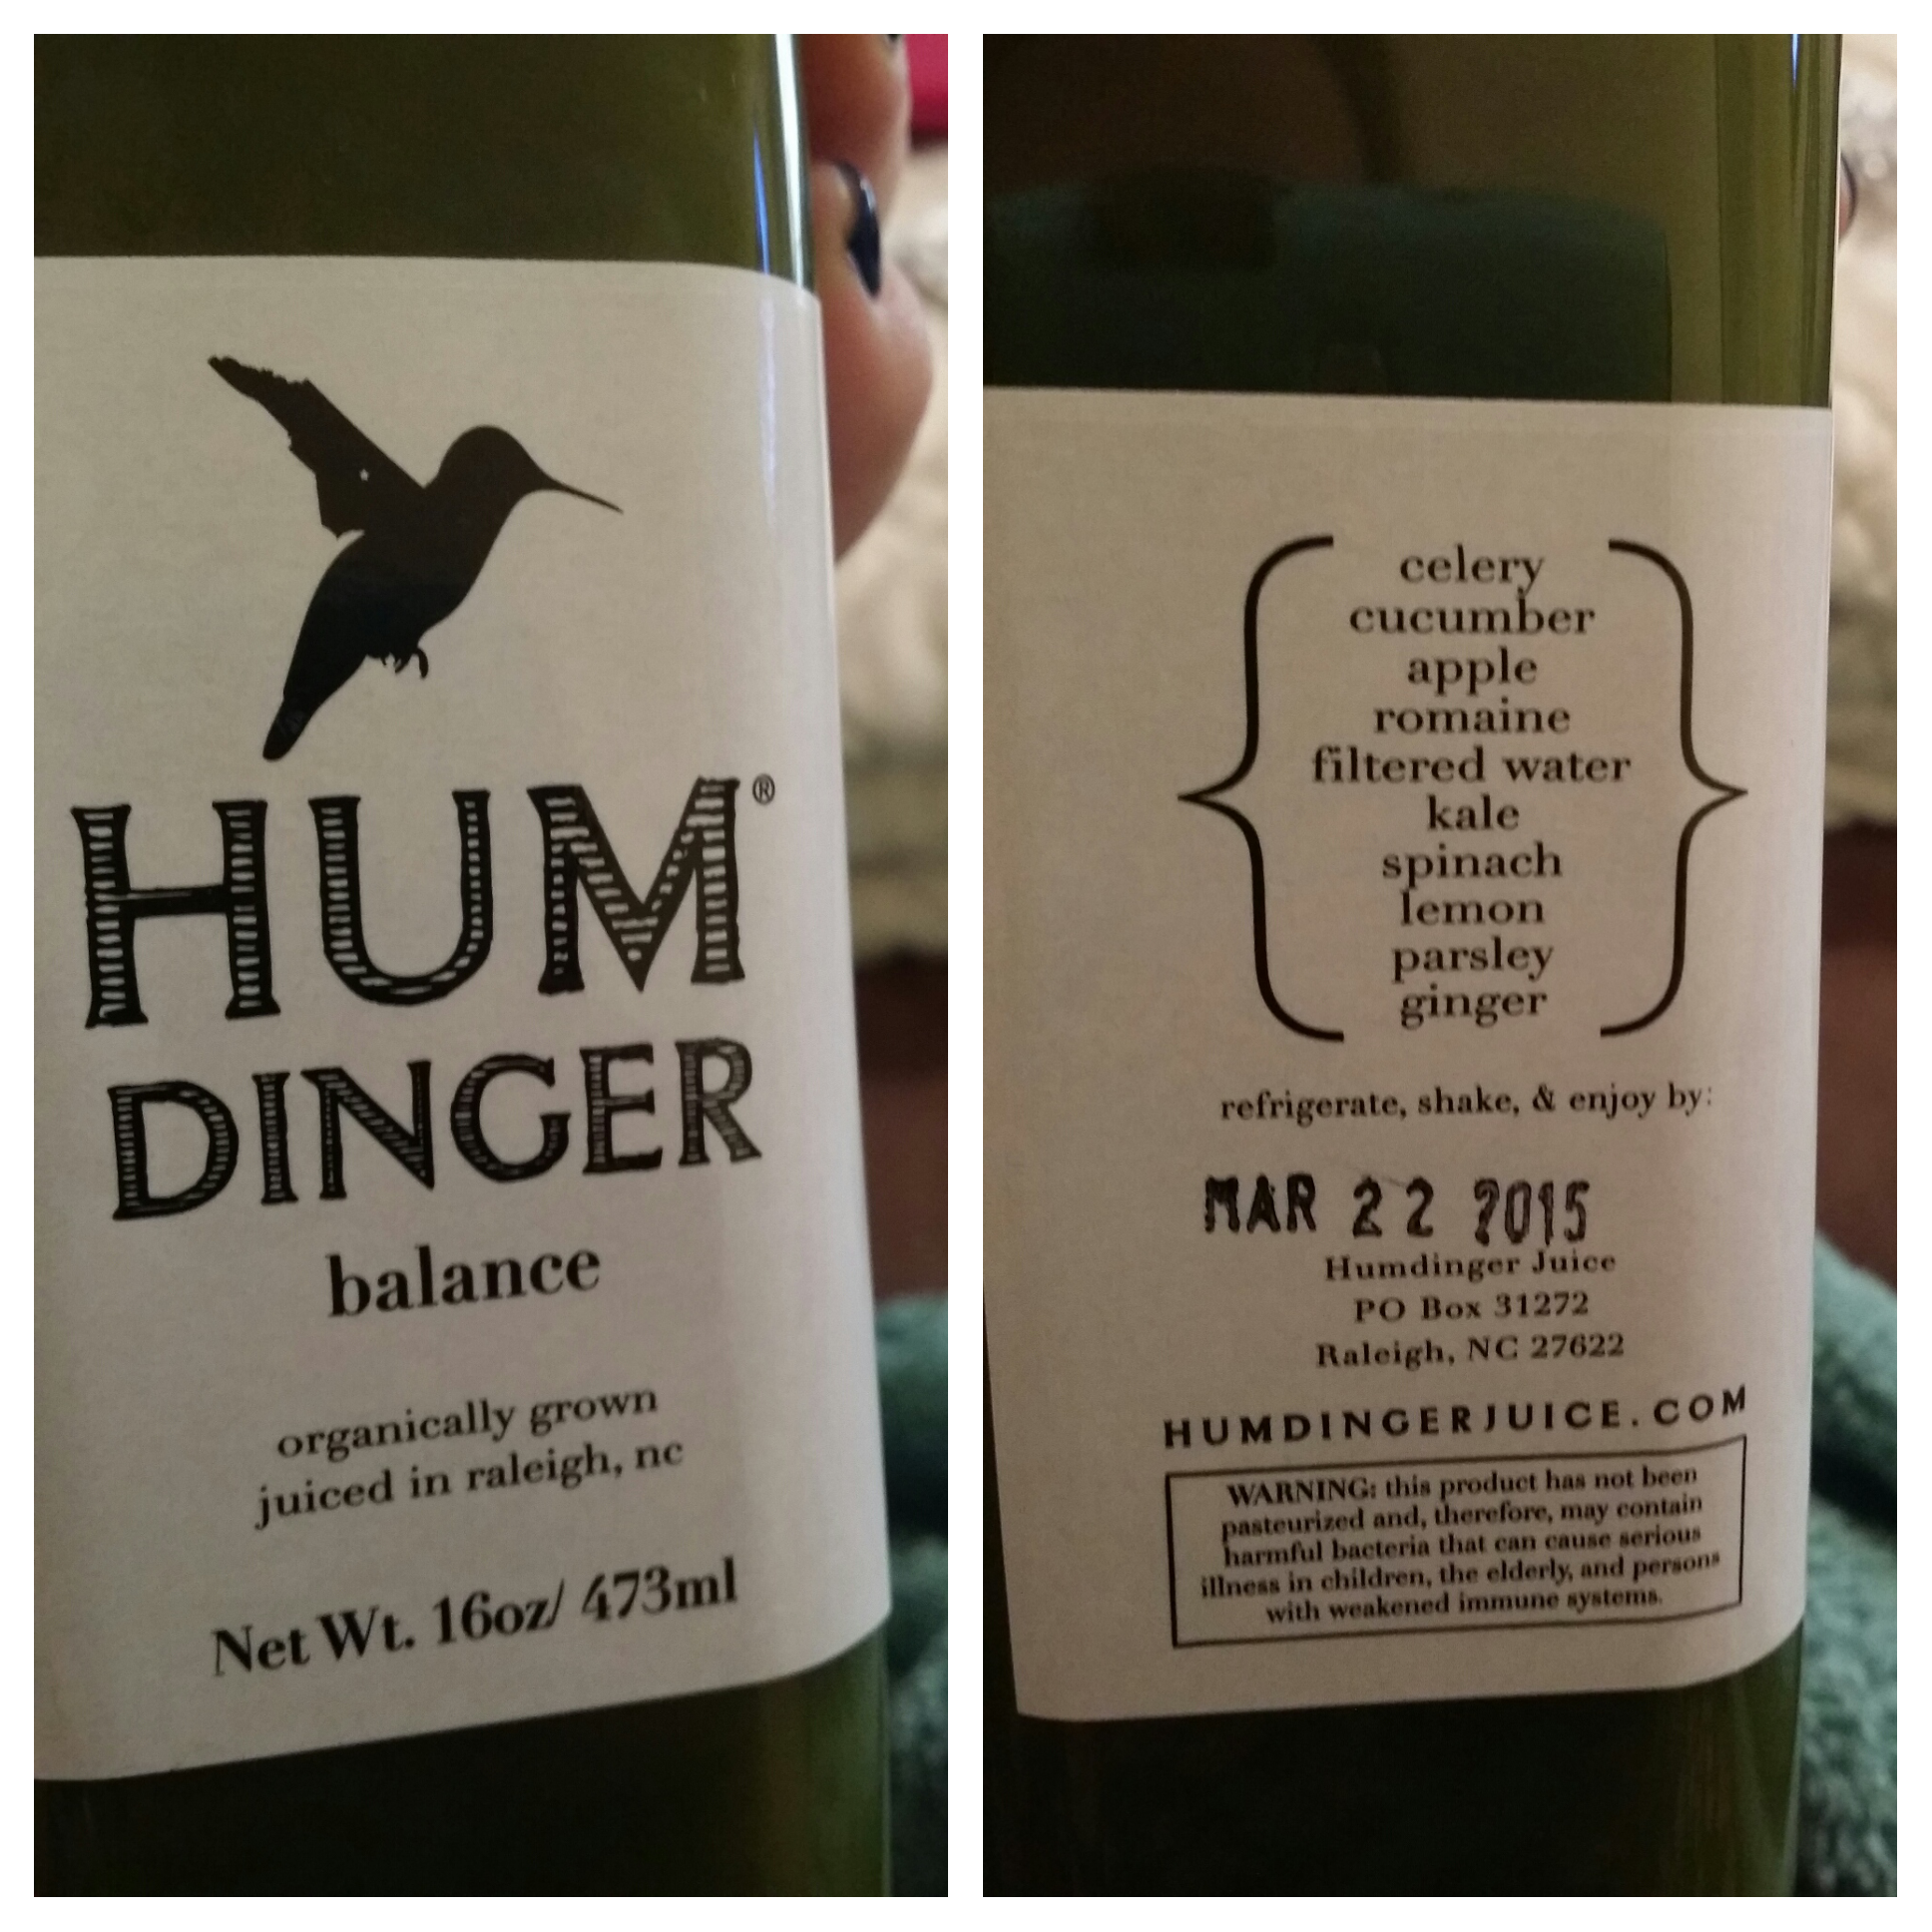 HUM®
DINGER
balance
organically grown
juiced in raleigh, nc
Net Wt. 16oz/ 473ml
celery
cucumber
apple
romaine
filtered water
kale
spinach
lemon
parsley
ginger
refrigerate, shake, & enjoy by:
MAR 22 2015
Humdinger Juice
PO Box 31272
Raleigh, NC 27622
HUMDINGERJUICE.COM
WARNING: this product has not been
pasteurized and, therefore, may contain
harmful bacteria that can cause serious
illness in children, the elderly, and persons
with weakened immune systems.